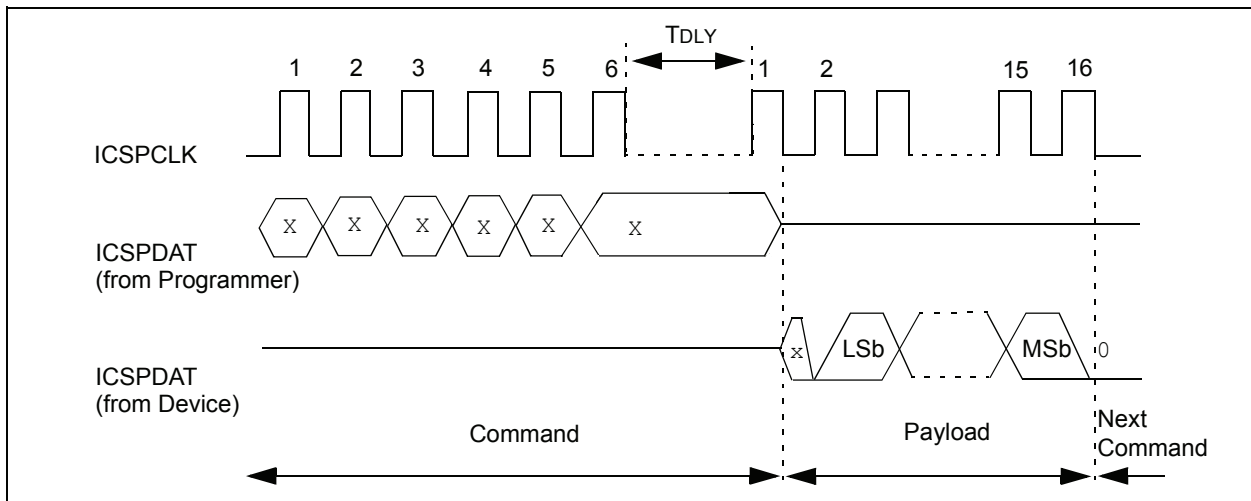 TDLY
1 2 3 4 5 6 1 2 15 16
ICSPCLK
X X X X X X
ICSPDAT
(from Programmer)
x LSb MSb 0
ICSPDAT
(from Device)
Command
Payload
Next
Command